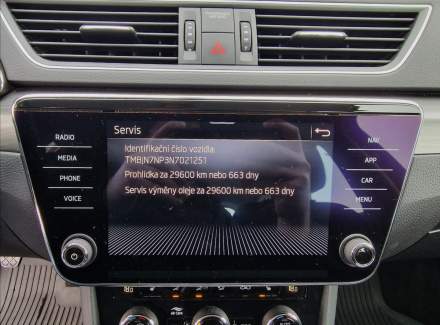 Servis
Identifikační číslo vozidla:
TMBJN7NP3N7021251
Prohlídka za 29600 km nebo 663 dny
Servis výměny oleje za 29600 km nebo 663 dny
RADIO
MEDIA
PHONE
VOICE
NAV
APP
CAR
MENU